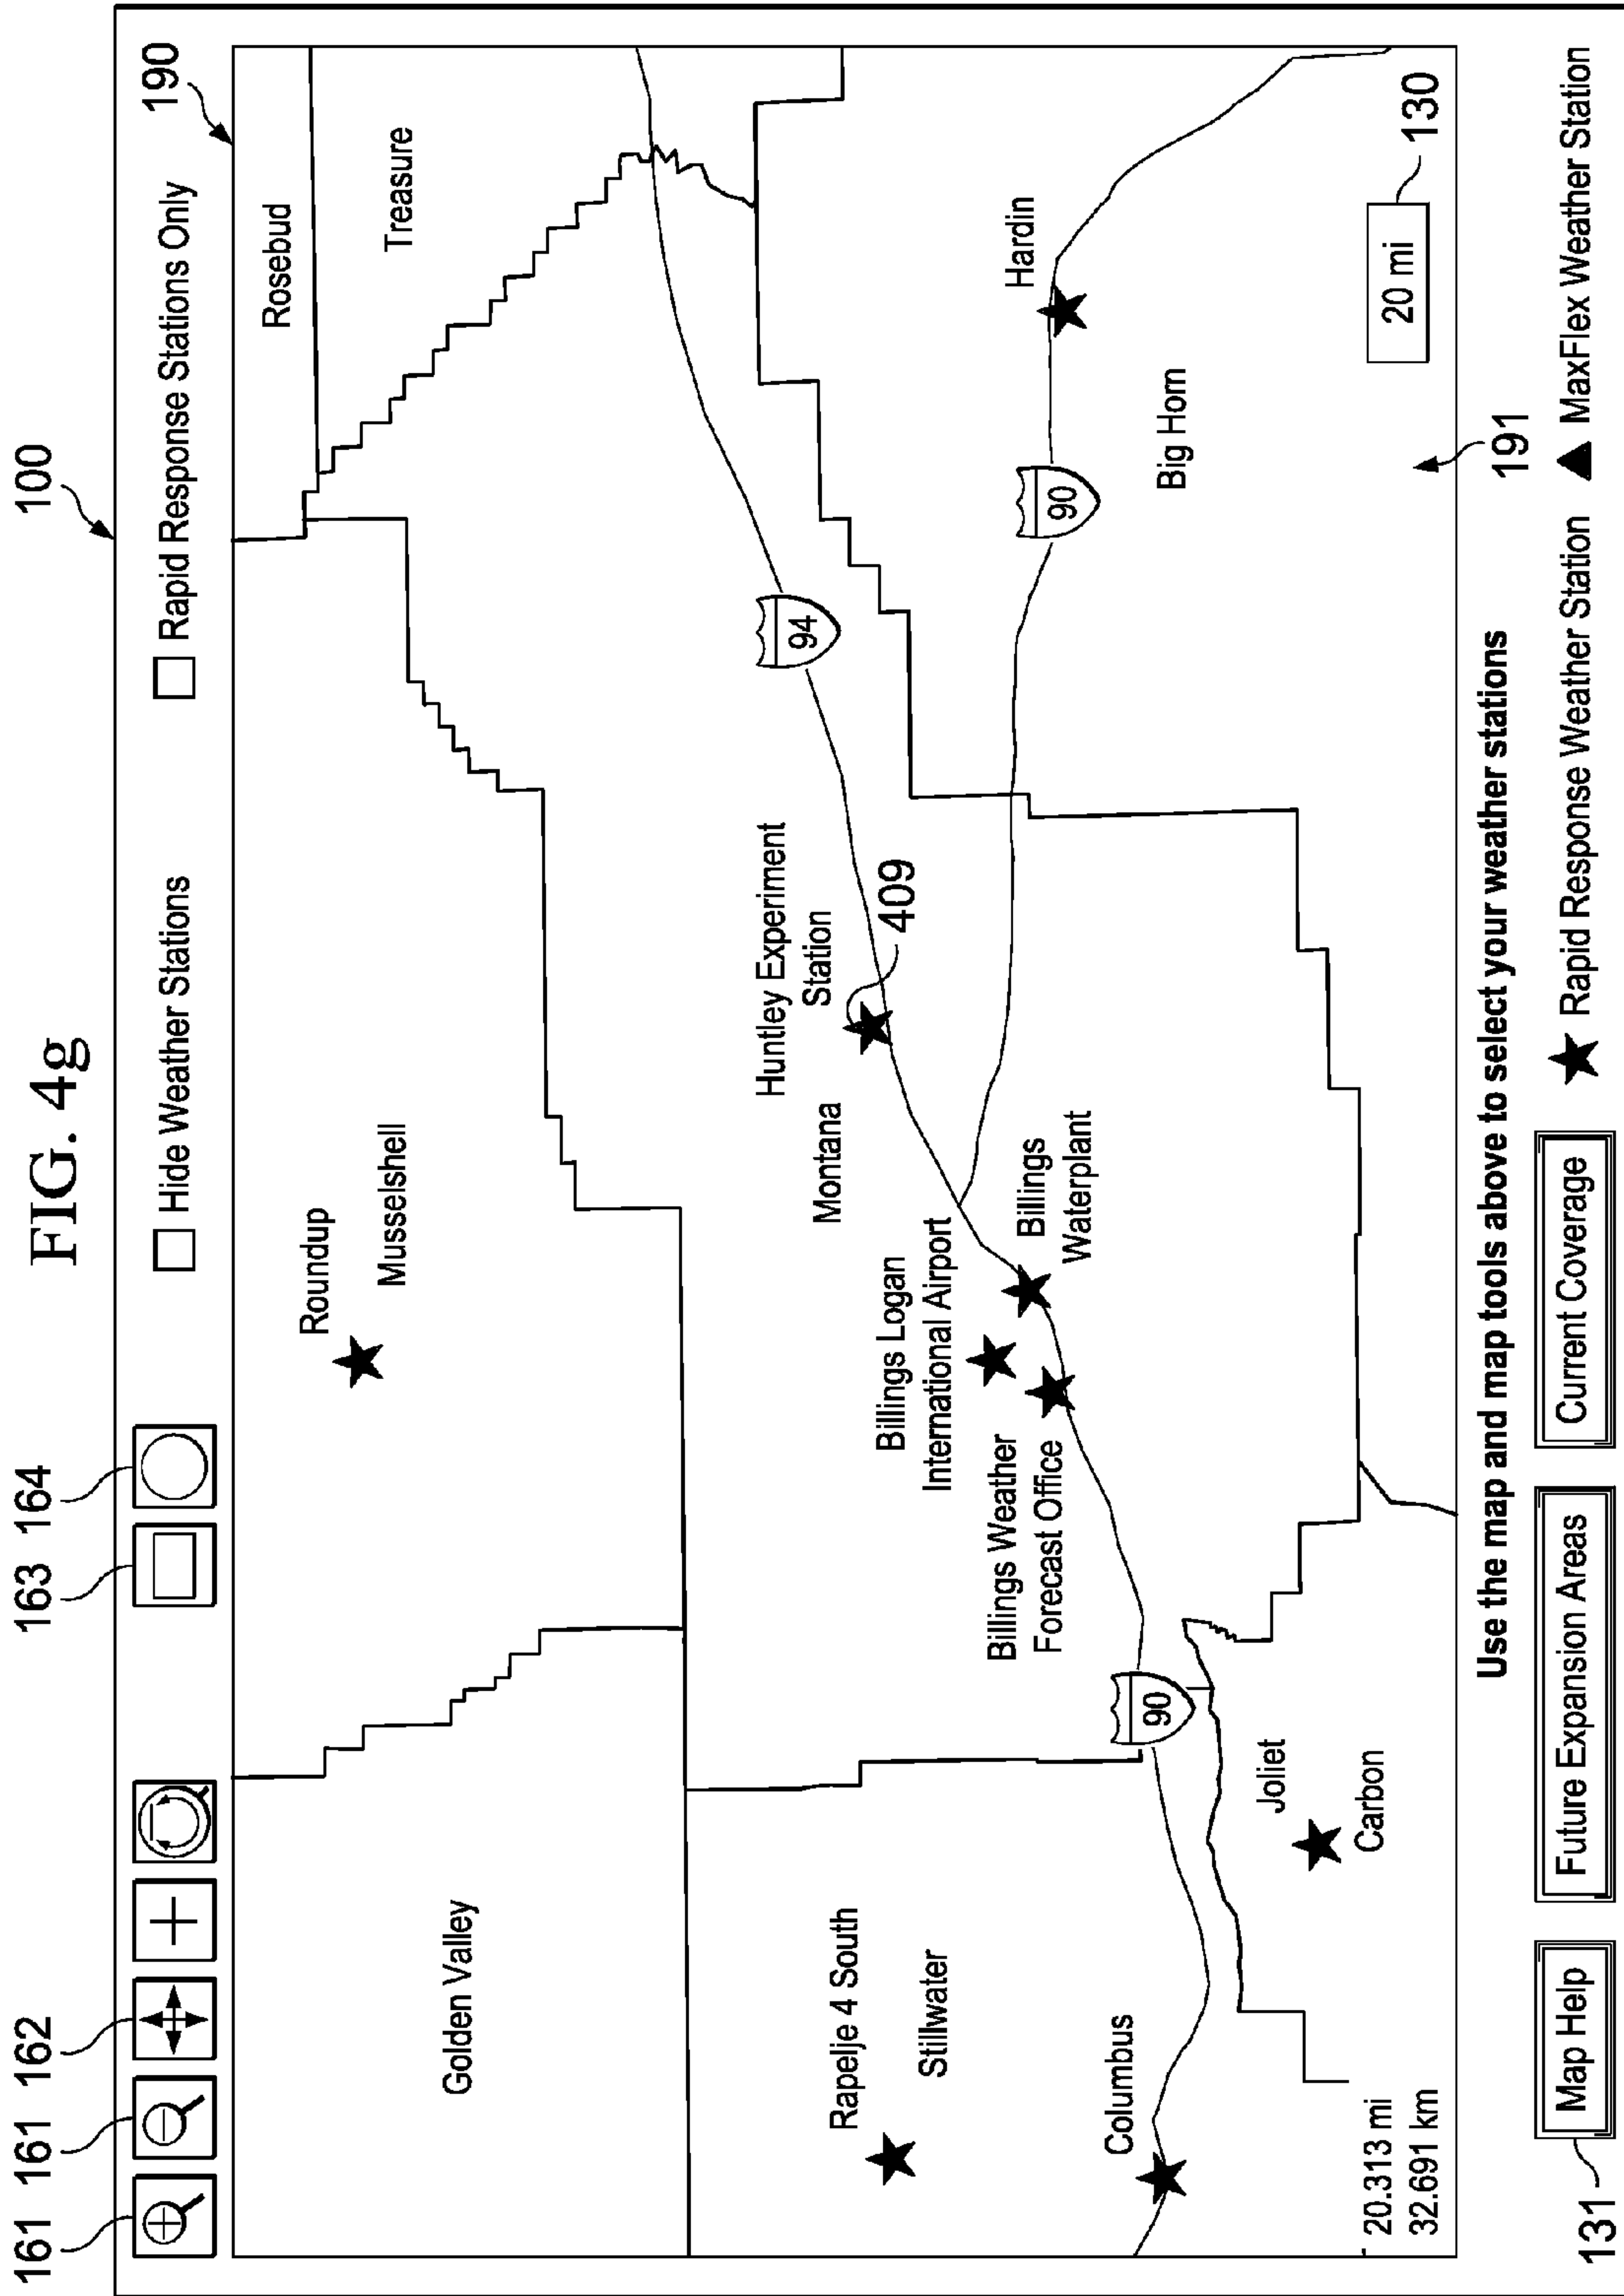 FIG. 4g
100
161
161
162
163
164
190
Hide Weather Stations
Rapid Response Stations Only
Rosebud
Treasure
Roundup
Musselshell
Golden Valley
94
Huntley Experiment
Station
409
Montana
Rapelje 4 South
Stillwater
Billings Logan
International Airport
Billings
Waterplant
Billings Weather
Forecast Office
Hardin
90
Big Horn
Columbus
90
Joliet
Carbon
20.313 mi
32.691 km
20 mi
130
191
Use the map and map tools above to select your weather stations
131
Map Help
Future Expansion Areas
Current Coverage
Rapid Response Weather Station
MaxFlex Weather Station